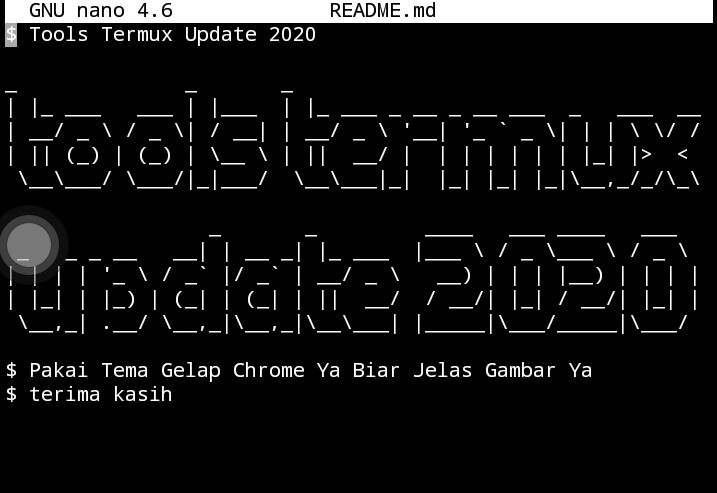 GNU nano 4.6 README.md
$ Tools Termux Update 2020
tools termux
update 2020
$ Pakai Tema Gelap Chrome Ya Biar Jelas Gambar Ya
$ terima kasih